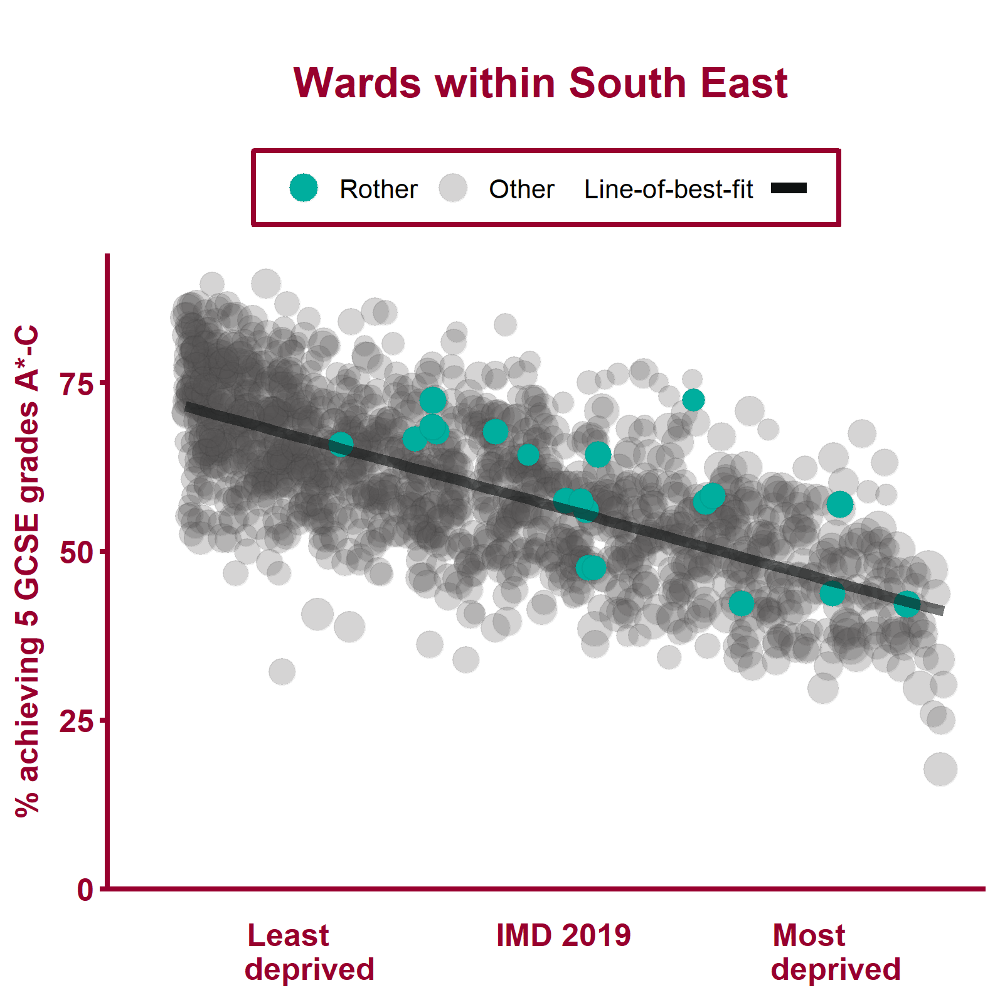 Wards within South East
Rother Other Line-of-best-fit
% achieving 5 GCSE grades A*-C
75
50
25
0
Least deprived
IMD 2019
Most deprived